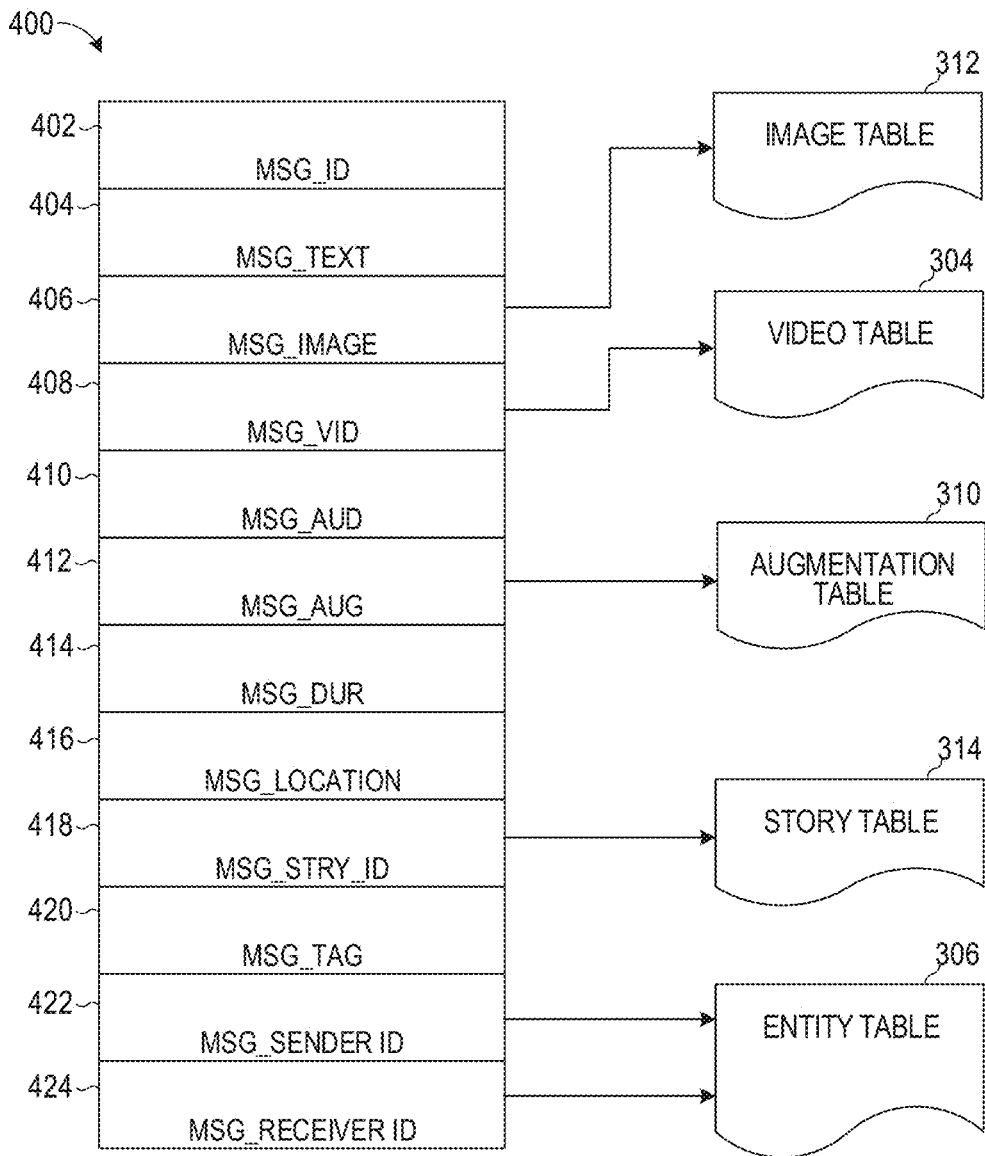 400
402
MSG_ID
404
MSG_TEXT
406
MSG_IMAGE
408
MSG_VID
410
MSG_AUD
412
MSG_AUG
414
MSG_DUR
416
MSG_LOCATION
418
MSG_STRY_ID
420
MSG_TAG
422
MSG_SENDER ID
424
MSG_RECEIVER ID
312
IMAGE TABLE
304
VIDEO TABLE
310
AUGMENTATION
TABLE
314
STORY TABLE
306
ENTITY TABLE